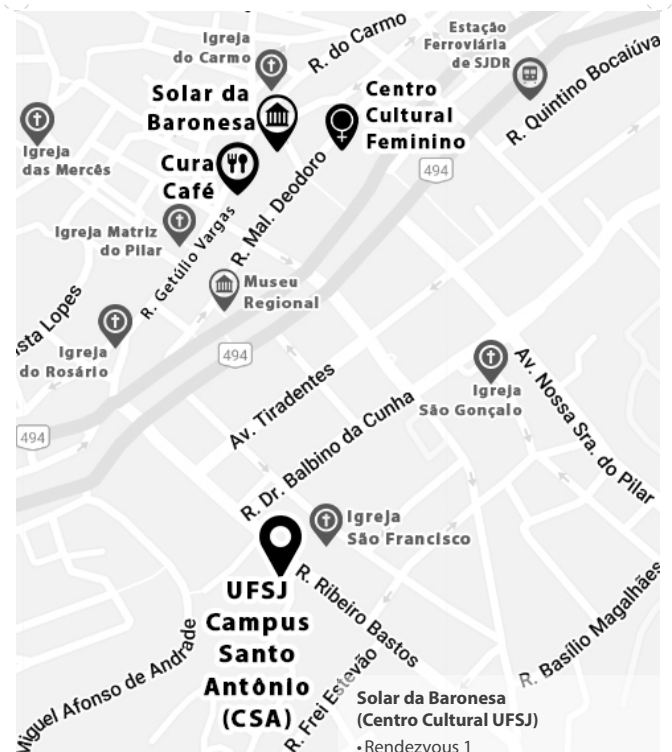 Igreja
do Carmo
R. do Carmo
Estação
Ferroviária
de SJDR
R. Quintino Bocaiúva
Solar da
Baronesa
Centro
Cultural
Feminino
Igreja
das Mercês
Cura
Café
494
R. Mal. Deodoro
Igreja Matriz
do Pilar
R. Getúlio Vargas
Museu
Regional
ista Lopes
Igreja
do Rosário
494
Av. Tiradentes
Igreja
São Gonçalo
Av. Nossa Sra. do Pilar
494
R. Dr. Balbino da Cunha
Igreja
São Francisco
UFSJ
Campus
Santo
Antônio
(CSA)
R. Ribeiro Bastos
R. Basílio Magalhães
Miguel Afonso de Andrade
R. Frei Estevão
Solar da Baronesa
(Centro Cultural UFSJ)
• Rendezvous 1